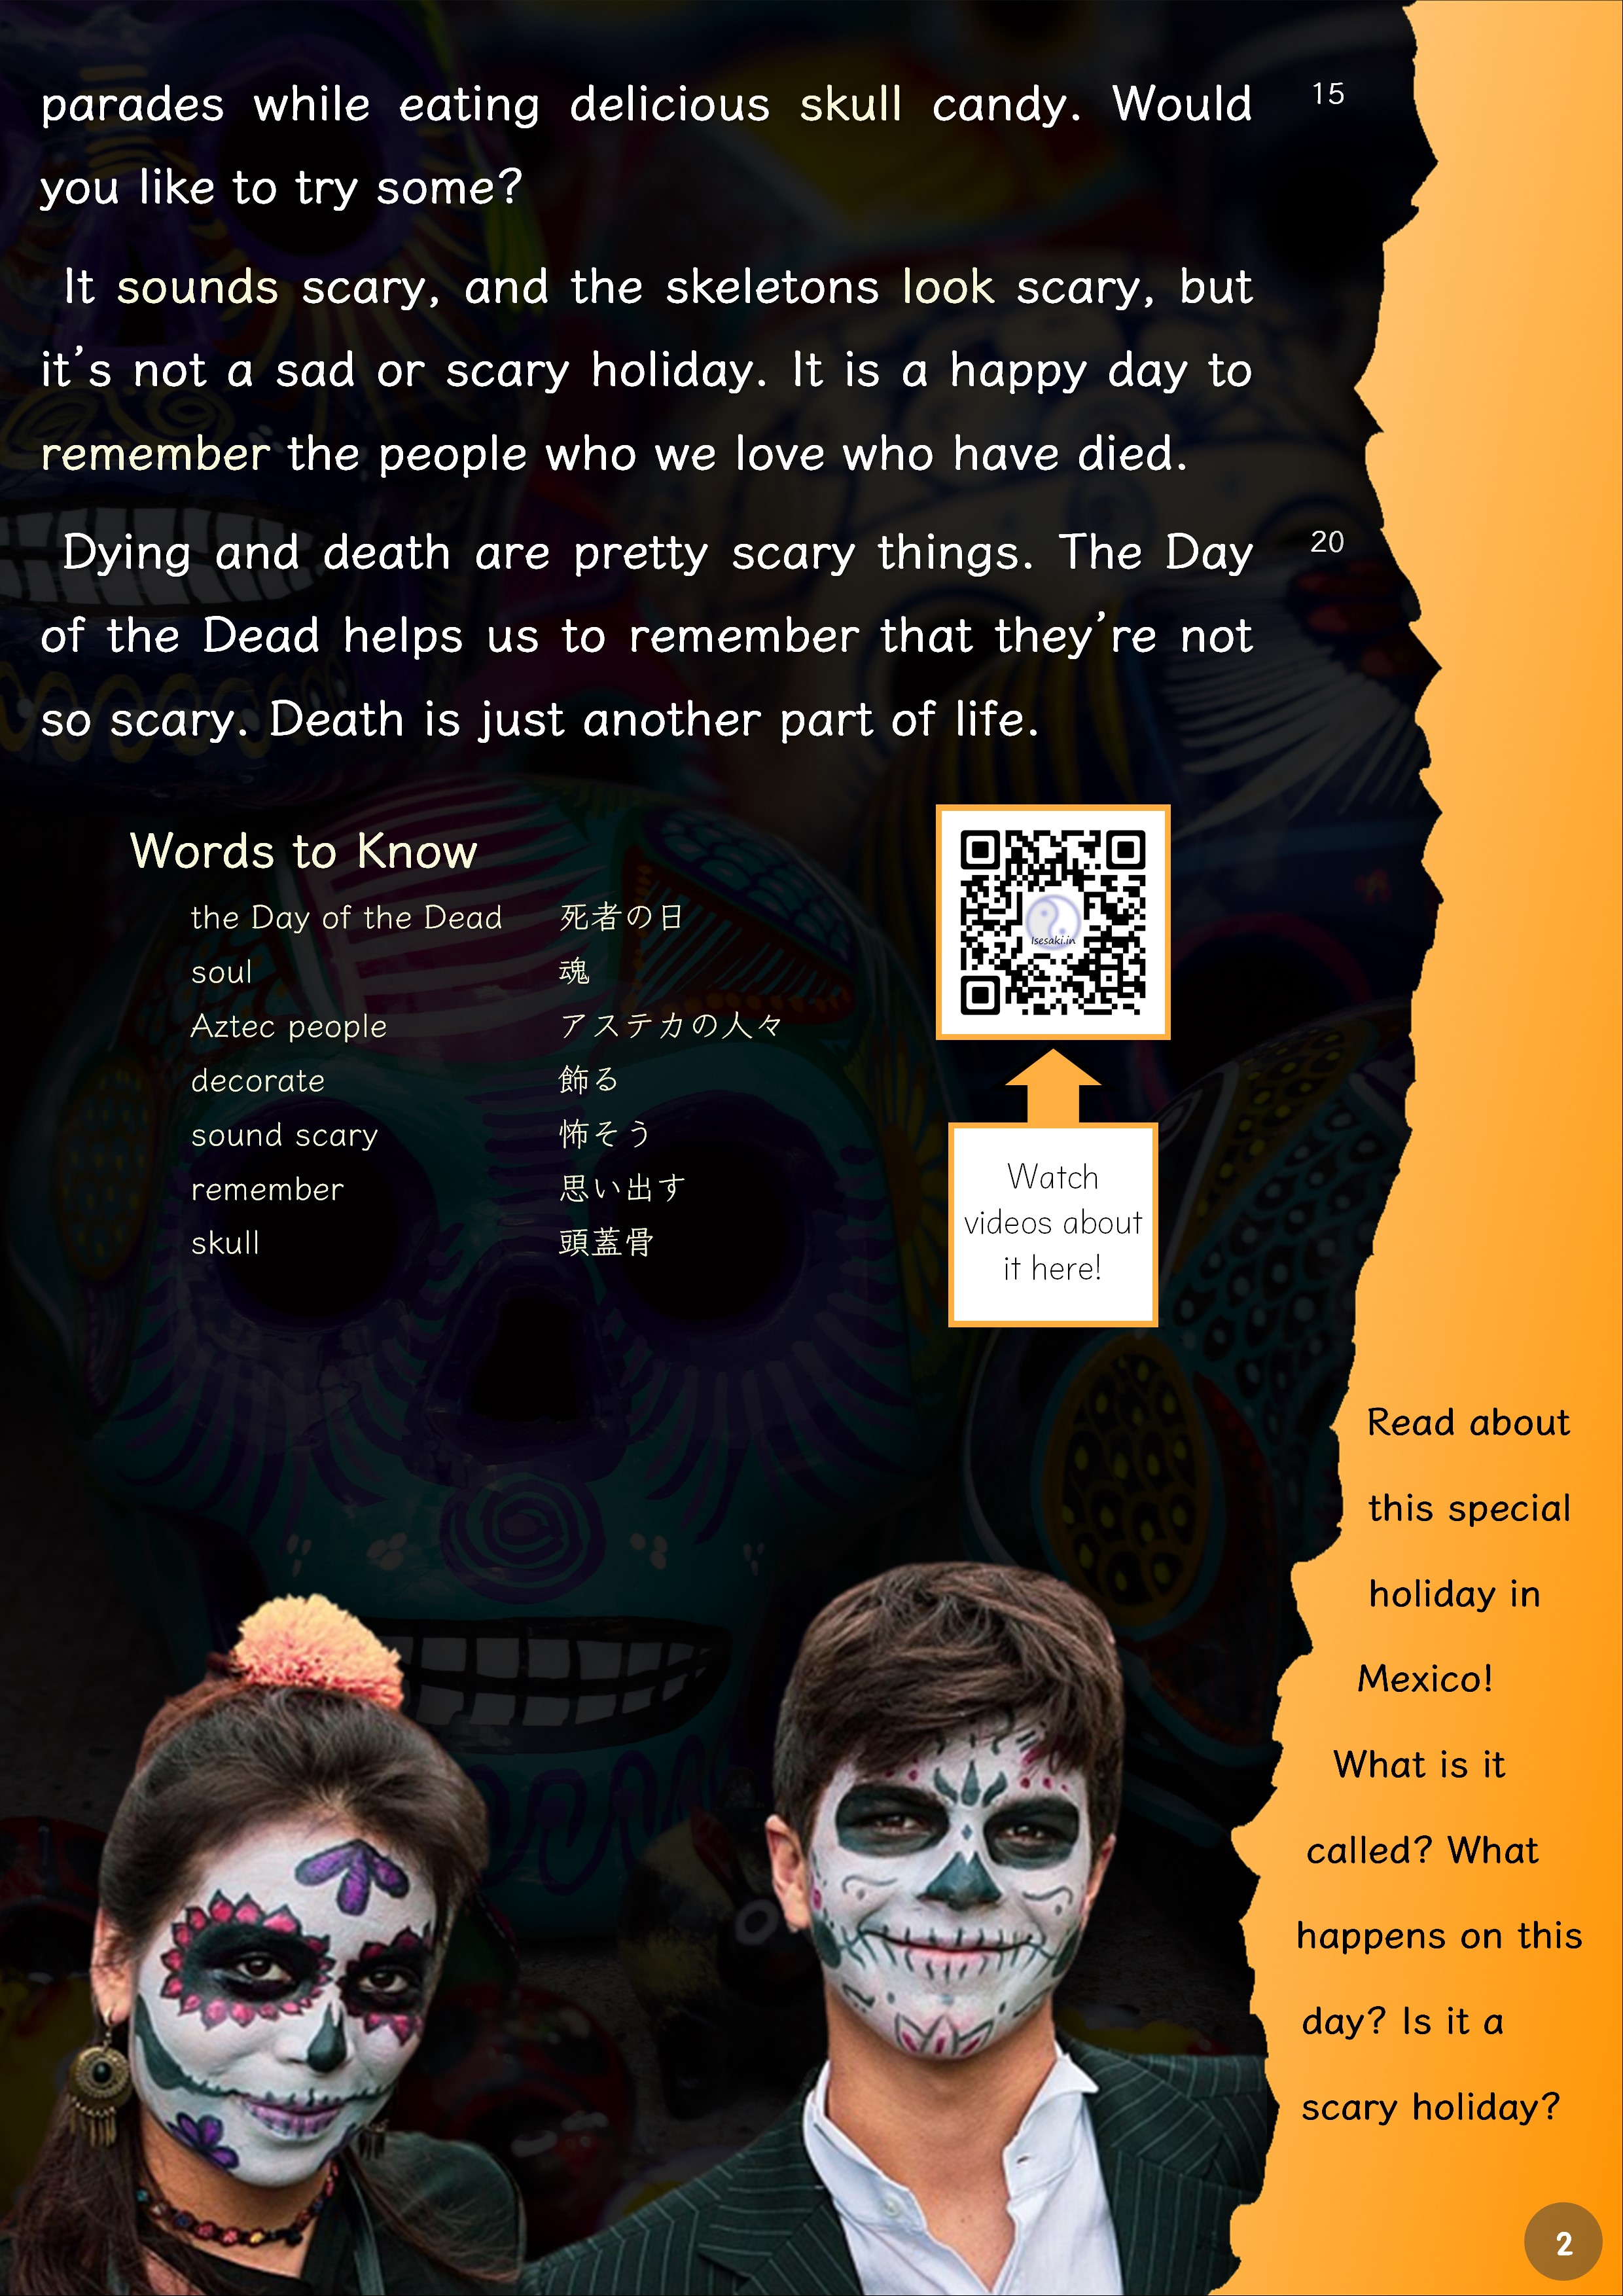 parades while eating delicious skull candy. Would 15
you like to try some?
It sounds scary, and the skeletons look scary, but
it's not a sad or scary holiday. It is a happy day to
remember the people who we love who have died.
Dying and death are pretty scary things. The Day 20
of the Dead helps us to remember that they're not
so scary. Death is just another part of life.
Words to Know
the Day of the Dead 死者の日
soul 魂
Aztec people アステカの人々
decorate 飾る
sound scary 怖そう
remember 思い出す
skull 頭蓋骨
Isesaki.in
Watch
videos about
it here!
Read about
this special
holiday in
Mexico!
What is it
called? What
happens on this
day? Is it a
scary holiday?
2